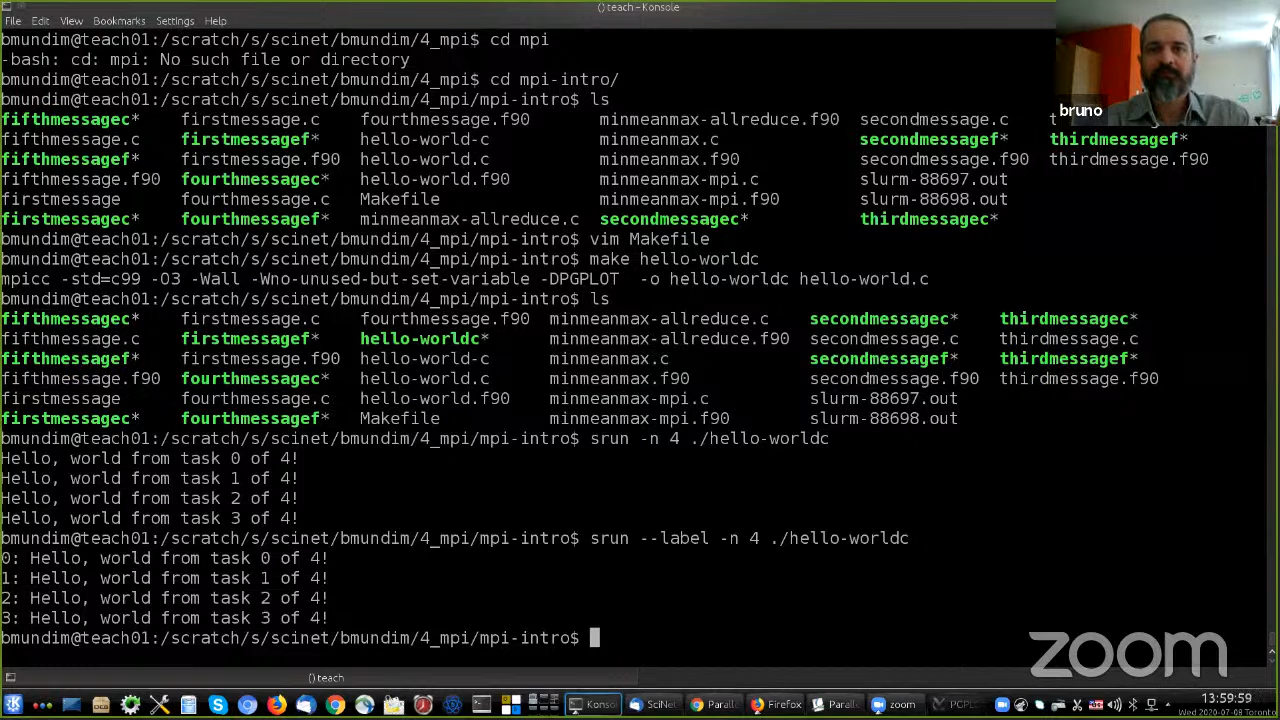 () teach – Konsole
File Edit View Bookmarks Settings Help
bmundim@teach01:/scratch/s/scinet/bmundim/4_mpi$ cd mpi
-bash: cd: mpi: No such file or directory
bmundim@teach01:/scratch/s/scinet/bmundim/4_mpi$ cd mpi-intro/
bmundim@teach01:/scratch/s/scinet/bmundim/4_mpi/mpi-intro$ ls
fifthmessagec* firstmessage.c fourthmessage.f90 minmeanmax-allreduce.f90 secondmessage.c
fifthmessage.c firstmessagef* hello-world-c minmeanmax.c secondmessagef* thirdmessagef*
fifthmessagef* firstmessage.f90 hello-world.c minmeanmax.f90 secondmessage.f90 thirdmessage.f90
fifthmessage.f90 fourthmessagec* hello-world.f90 minmeanmax-mpi.c slurm-88697.out
firstmessage fourthmessage.c Makefile minmeanmax-mpi.f90 slurm-88698.out
firstmessagec* fourthmessagef* minmeanmax-allreduce.c secondmessagec* thirdmessagec*
bmundim@teach01:/scratch/s/scinet/bmundim/4_mpi/mpi-intro$ vim Makefile
bmundim@teach01:/scratch/s/scinet/bmundim/4_mpi/mpi-intro$ make hello-worldc
mpicc -std=c99 -O3 -Wall -Wno-unused-but-set-variable -DPGPLOT -o hello-worldc hello-world.c
bmundim@teach01:/scratch/s/scinet/bmundim/4_mpi/mpi-intro$ ls
fifthmessagec* firstmessage.c fourthmessage.f90 minmeanmax-allreduce.c secondmessagec* thirdmessagec*
fifthmessage.c firstmessagef* hello-worldc* minmeanmax-allreduce.f90 secondmessage.c thirdmessage.c
fifthmessagef* firstmessage.f90 hello-world-c minmeanmax.c secondmessagef* thirdmessagef*
fifthmessage.f90 fourthmessagec* hello-world.c minmeanmax.f90 secondmessage.f90 thirdmessage.f90
firstmessage fourthmessage.c hello-world.f90 minmeanmax-mpi.c slurm-88697.out
firstmessagec* fourthmessagef* Makefile minmeanmax-mpi.f90 slurm-88698.out
bmundim@teach01:/scratch/s/scinet/bmundim/4_mpi/mpi-intro$ srun -n 4 ./hello-worldc
Hello, world from task 0 of 4!
Hello, world from task 1 of 4!
Hello, world from task 2 of 4!
Hello, world from task 3 of 4!
bmundim@teach01:/scratch/s/scinet/bmundim/4_mpi/mpi-intro$ srun --label -n 4 ./hello-worldc
0: Hello, world from task 0 of 4!
1: Hello, world from task 1 of 4!
2: Hello, world from task 2 of 4!
3: Hello, world from task 3 of 4!
bmundim@teach01:/scratch/s/scinet/bmundim/4_mpi/mpi-intro$
bruno
zoom
() teach
Konso SciNet Paralle FireFox Paralle zoom PCPL
13:59:59
Wed 2020-07-08 Toronto